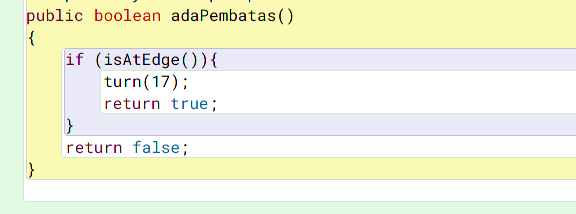 public boolean adaPembatas()
{
if (isAtEdge()){
turn(17);
return true;
}
return false;
}